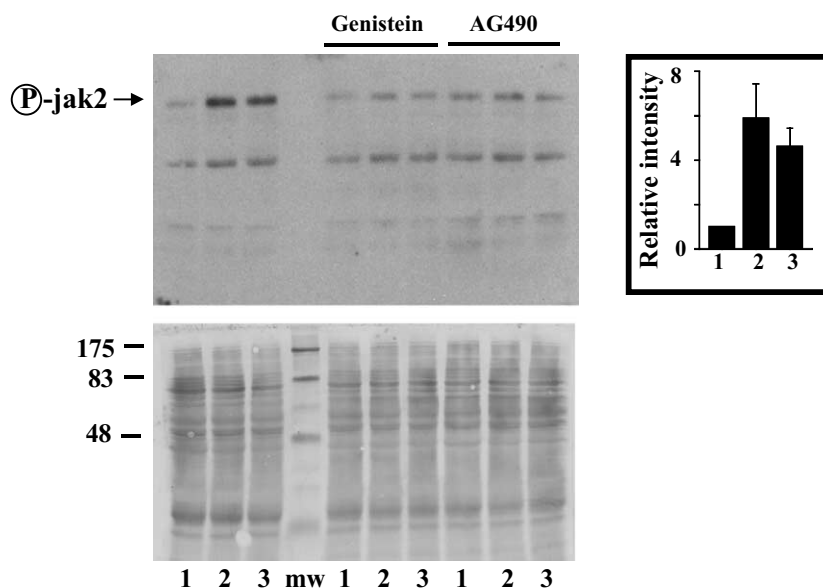 Genistein AG490
Ⓟ-jak2
175
83
48
1 2 3 mw 1 2 3 1 2 3
Relative intensity
8
4
0
1 2 3